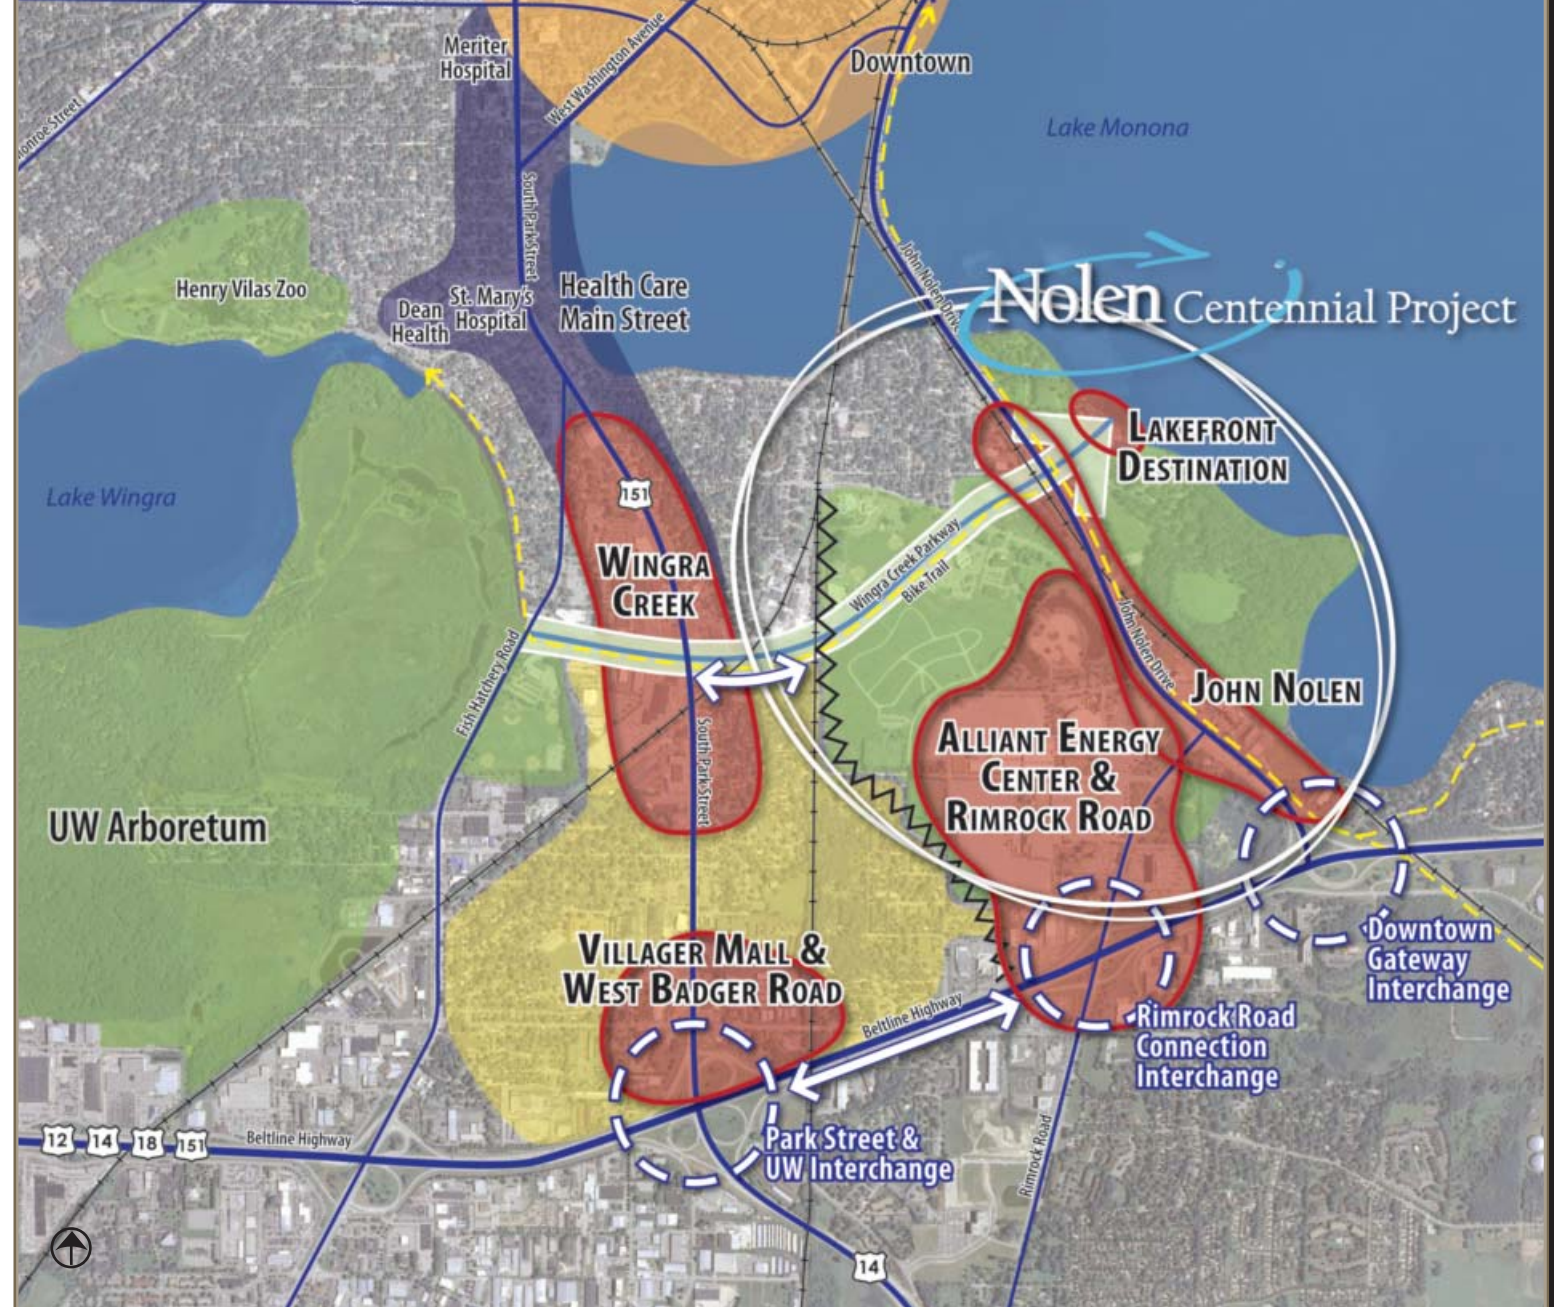 Meriter
Hospital
West Washington Avenue
Downtown
Lake Monona
Monroe Street
South Park Street
Henry Vilas Zoo
Dean
Health
St. Mary's
Hospital
Health Care
Main Street
John Nolen Drive
Nolen Centennial Project
LAKEFRONT
DESTINATION
Lake Wingra
151
WINGRA
CREEK
Wingra Creek Parkway
Bike Trail
Fish Hatchery Road
John Nolen Drive
JOHN NOLEN
South Park Street
ALLIANT ENERGY
CENTER &
RIMROCK ROAD
UW Arboretum
VILLAGER MALL &
WEST BADGER ROAD
Downtown
Gateway
Interchange
Beltline Highway
Rimrock Road
Connection
Interchange
12 14 18 151
Beltline Highway
Park Street &
UW Interchange
Rimrock Road
14